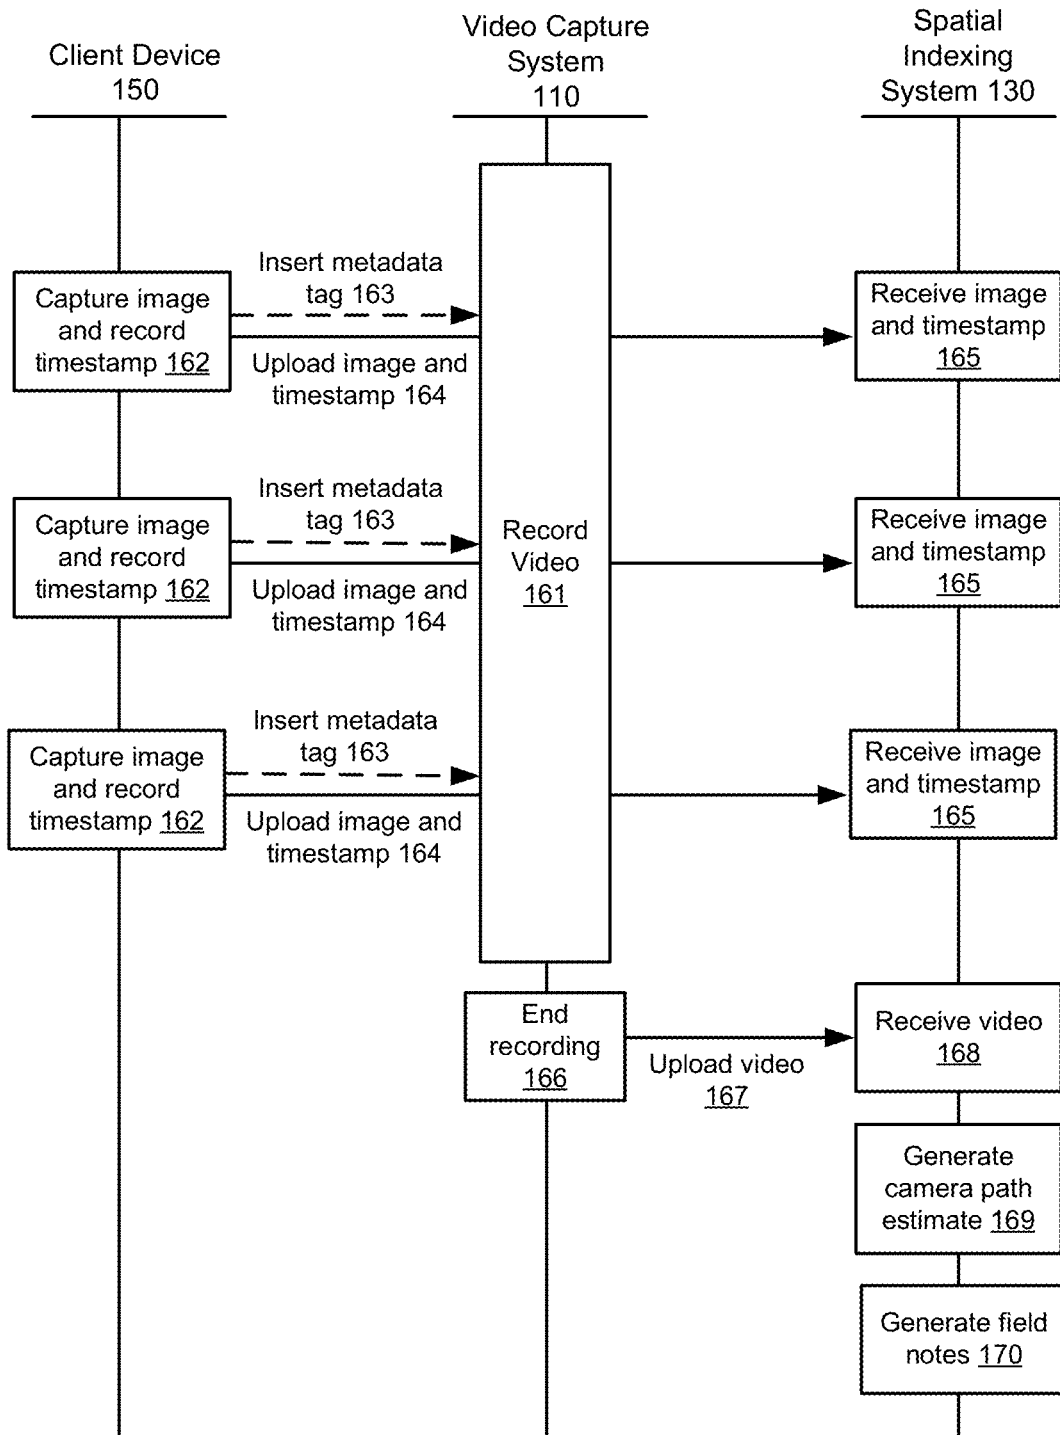 Client Device
150
Video Capture
System
110
Spatial
Indexing
System 130
Capture image
and record
timestamp 162
Insert metadata
tag 163
Upload image and
timestamp 164
Receive image
and timestamp
165
Capture image
and record
timestamp 162
Insert metadata
tag 163
Upload image and
timestamp 164
Record
Video
161
Receive image
and timestamp
165
Capture image
and record
timestamp 162
Insert metadata
tag 163
Upload image and
timestamp 164
Receive image
and timestamp
165
End
recording
166
Upload video
167
Receive video
168
Generate
camera path
estimate 169
Generate field
notes 170